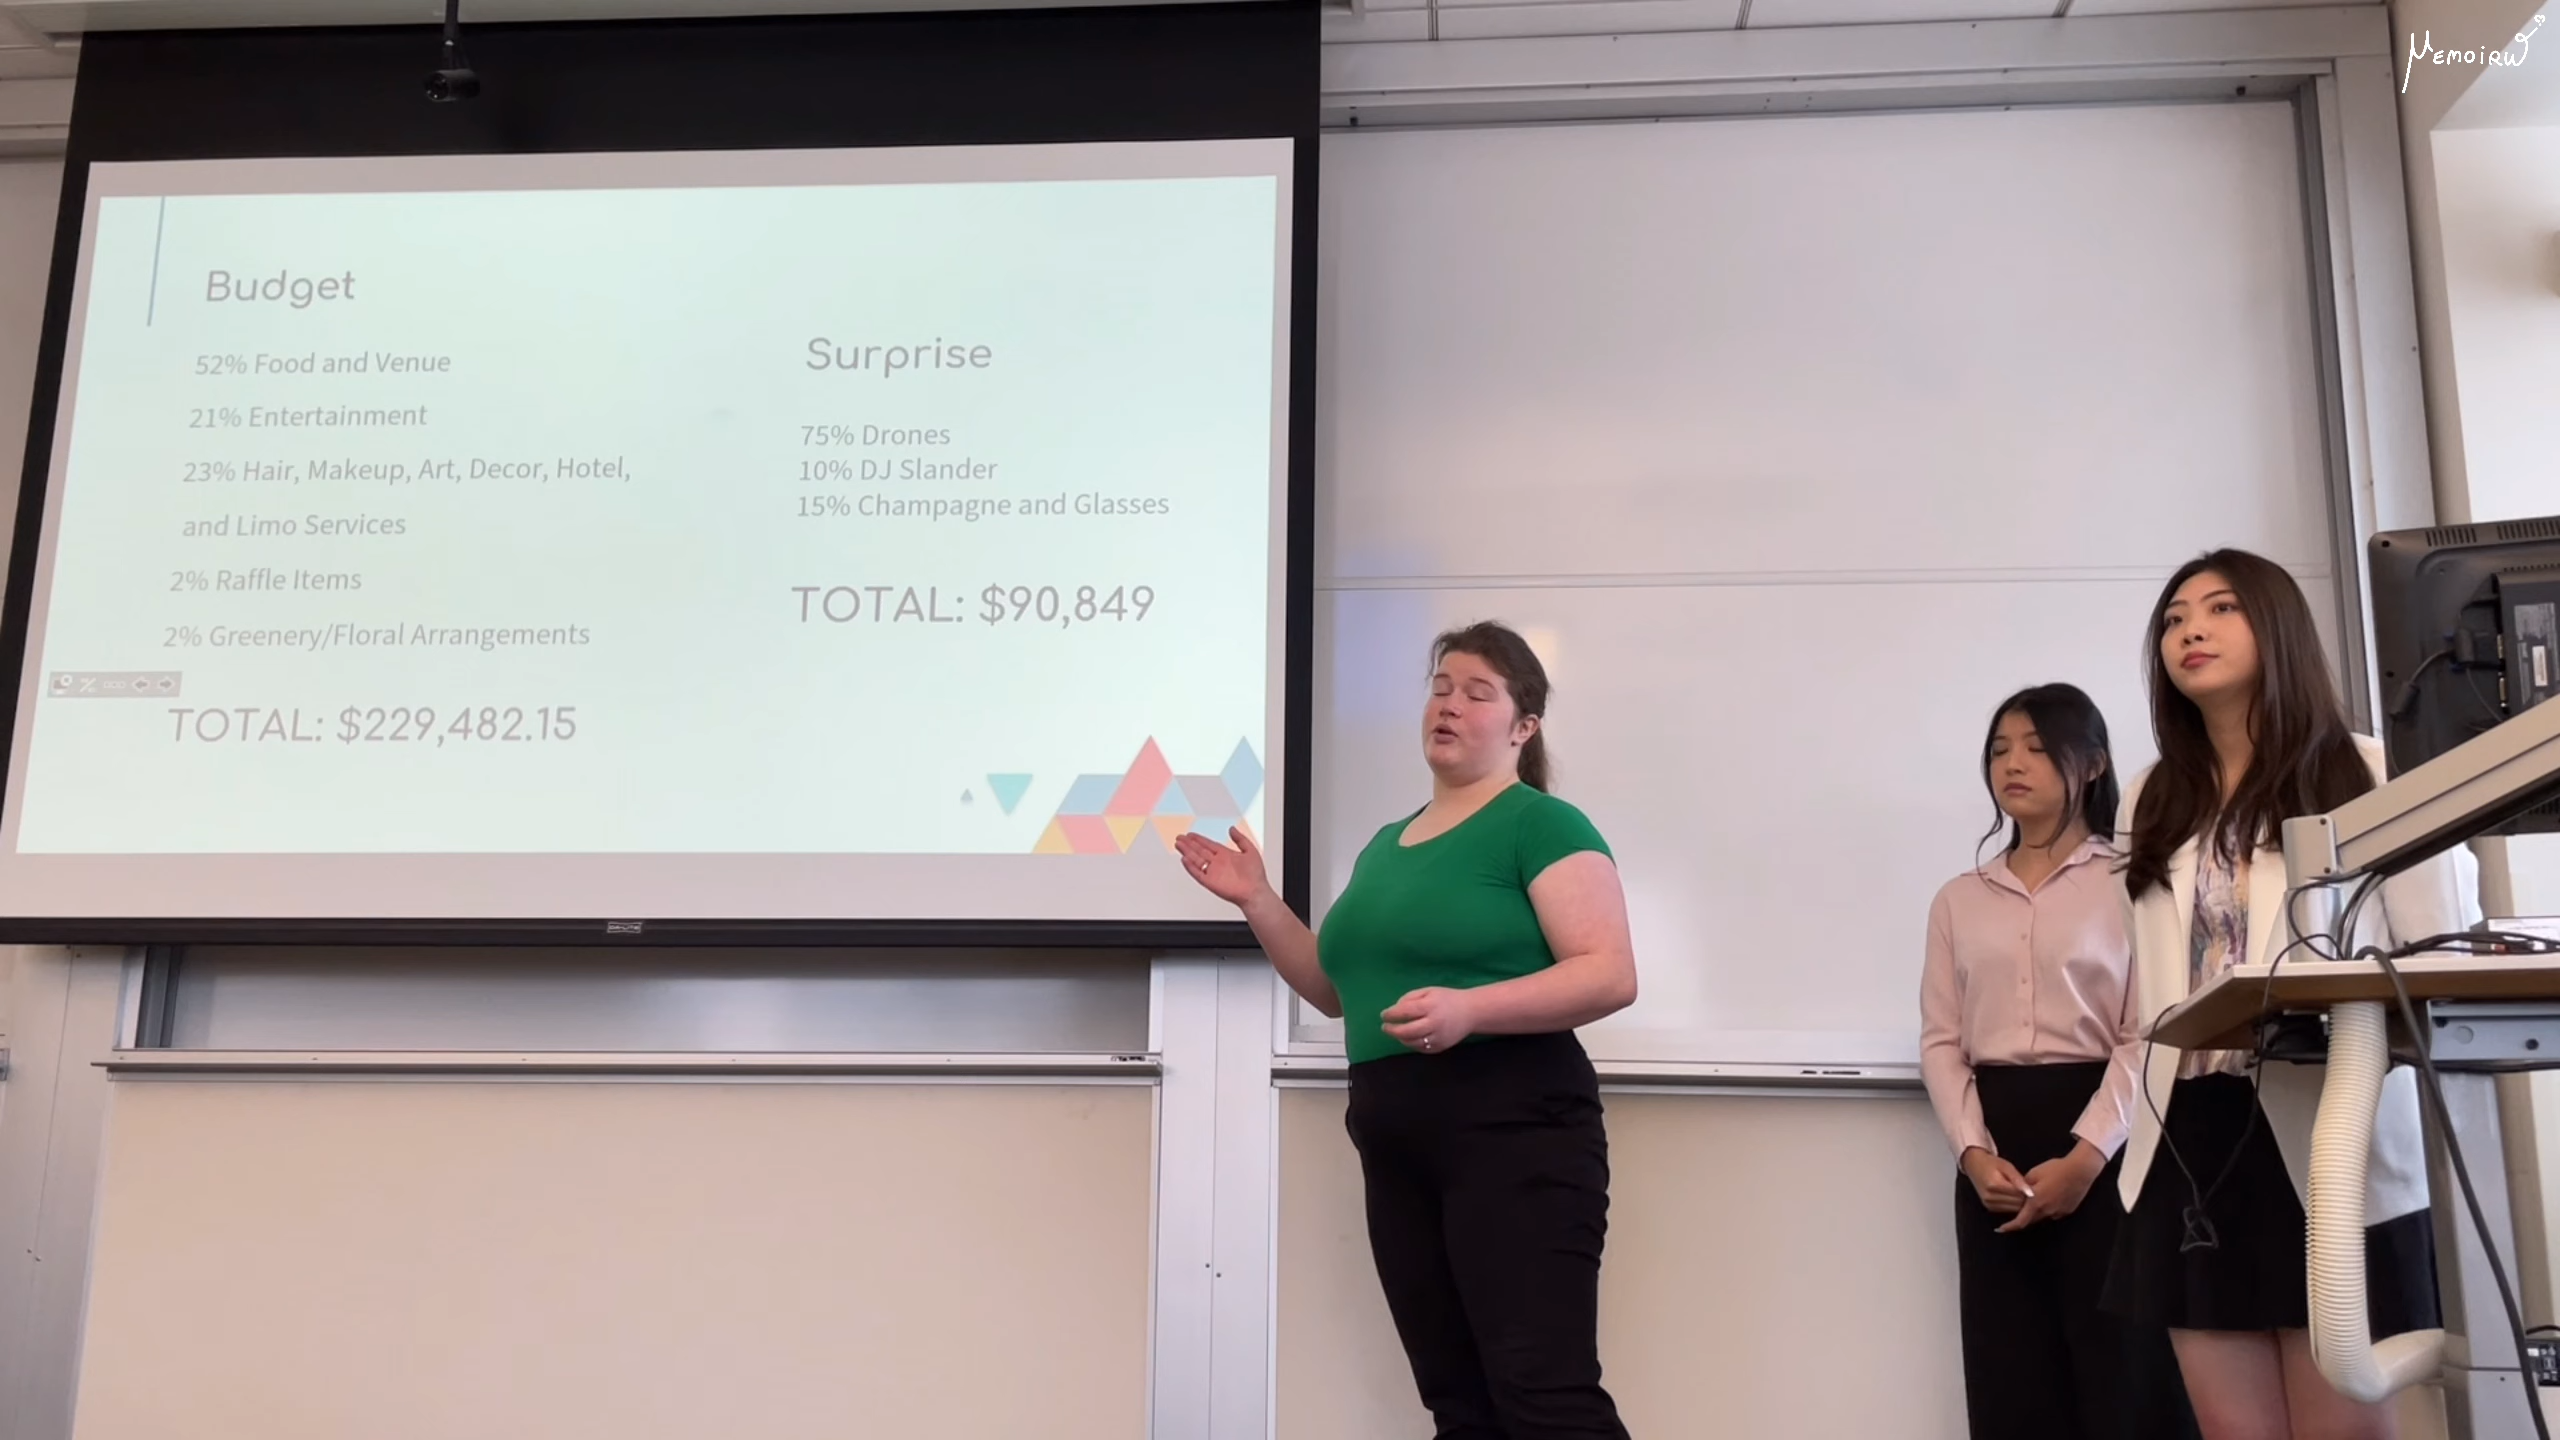 Memoirw
Budget
52% Food and Venue
21% Entertainment
23% Hair, Makeup, Art, Decor, Hotel,
and Limo Services
2% Raffle Items
2% Greenery/Floral Arrangements
TOTAL: $229,482.15
Surprise
75% Drones
10% DJ Slander
15% Champagne and Glasses
TOTAL: $90,849
DA-LITE